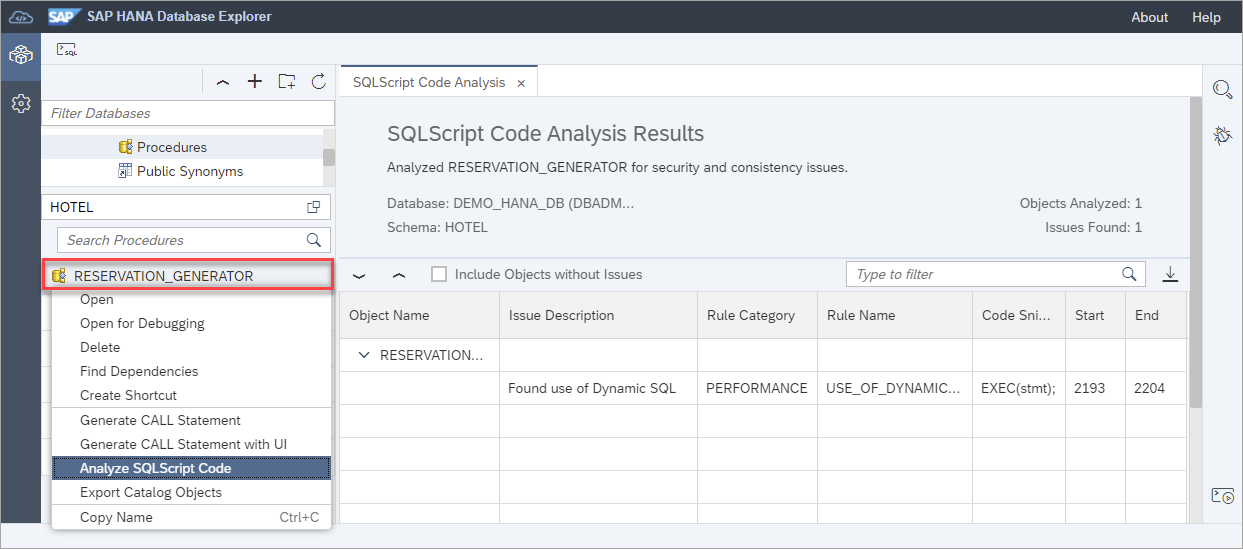 SAP SAP HANA Database Explorer
About Help
SQL
Filter Databases
Procedures
Public Synonyms
HOTEL
Search Procedures
RESERVATION_GENERATOR
Open
Open for Debugging
Delete
Find Dependencies
Create Shortcut
Generate CALL Statement
Generate CALL Statement with UI
Analyze SQLScript Code
Export Catalog Objects
Copy Name Ctrl+C
SQLScript Code Analysis
SQLScript Code Analysis Results
Analyzed RESERVATION_GENERATOR for security and consistency issues.
Database: DEMO_HANA_DB (DBADM... Objects Analyzed: 1
Schema: HOTEL Issues Found: 1
Include Objects without Issues Type to filter
Object Name Issue Description Rule Category Rule Name Code Sni... Start End
RESERVATION...
Found use of Dynamic SQL PERFORMANCE USE_OF_DYNAMIC... EXEC(stmt); 2193 2204